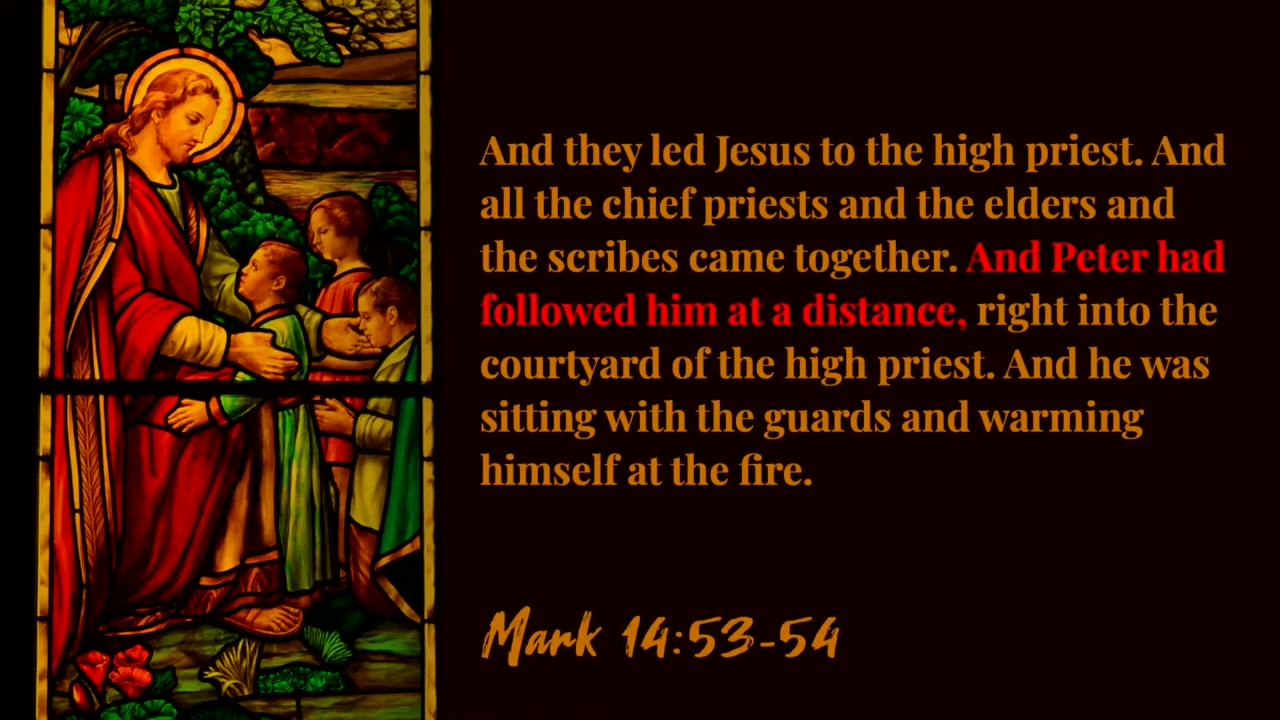 And they led Jesus to the high priest. And
all the chief priests and the elders and
the scribes came together. And Peter had
followed him at a distance, right into the
courtyard of the high priest. And he was
sitting with the guards and warming
himself at the fire.
Mark 14:53-54